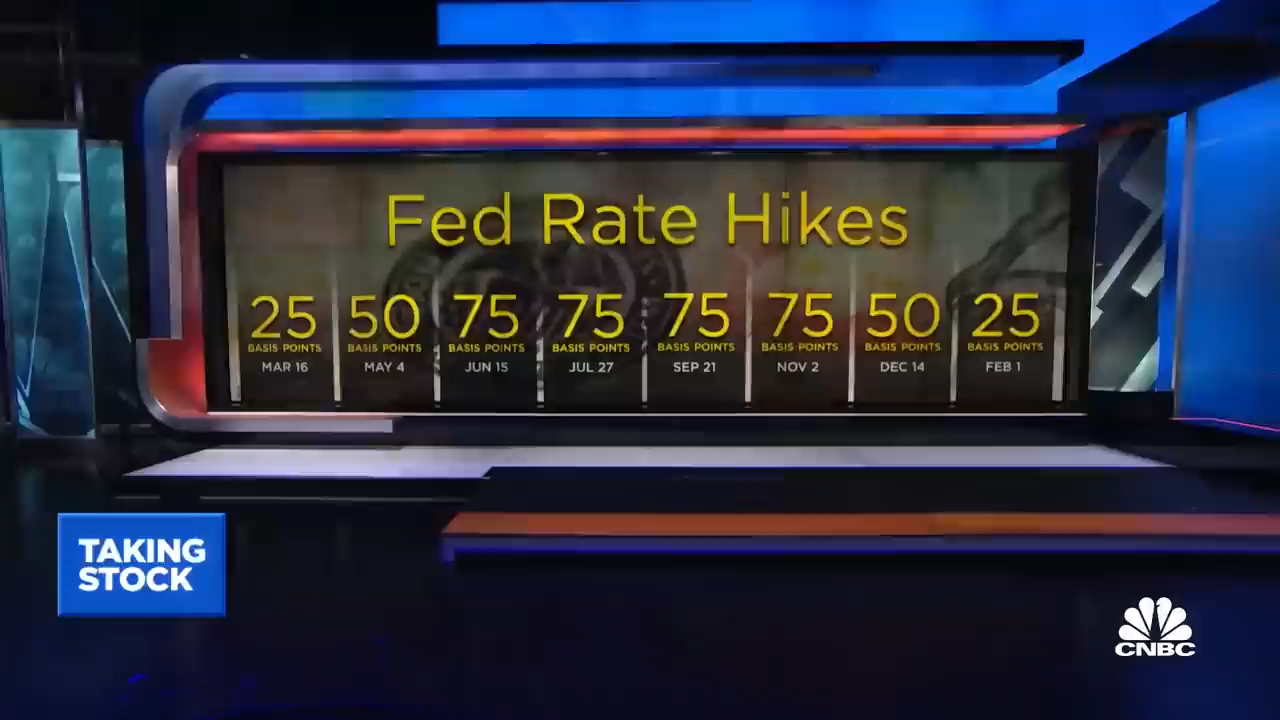 Fed Rate Hikes
25 50 75 75 75 75 50 25
BASIS POINTS BASIS POINTS BASIS POINTS BASIS POINTS BASIS POINTS BASIS POINTS BASIS POINTS BASIS POINTS
MAR 16 MAY 4 JUN 15 JUL 27 SEP 21 NOV 2 DEC 14 FEB 1
TAKING
STOCK
CNBC